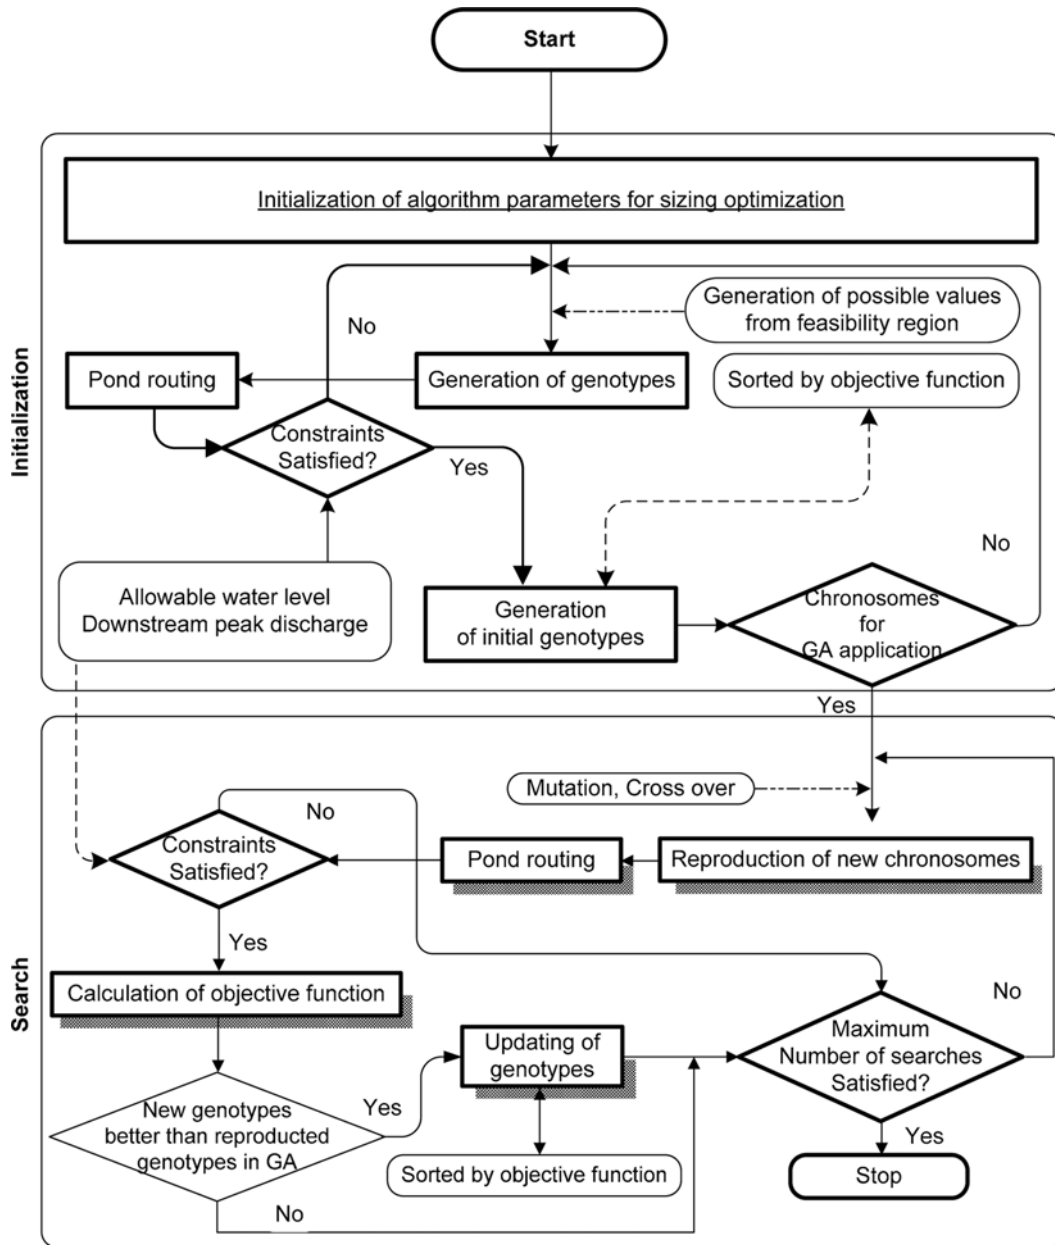 Start
Initialization
Initialization of algorithm parameters for sizing optimization
No
Generation of possible values
from feasibility region
Pond routing
Generation of genotypes
Sorted by objective function
Constraints
Satisfied?
Yes
No
Allowable water level
Downstream peak discharge
Generation
of initial genotypes
Chronosomes
for
GA application
Yes
Search
Mutation, Cross over
No
Constraints
Satisfied?
Pond routing
Reproduction of new chronosomes
Yes
Calculation of objective function
No
Updating of
genotypes
Maximum
Number of searches
Satisfied?
New genotypes
better than reproducted
genotypes in GA
Yes
Yes
Sorted by objective function
Stop
No